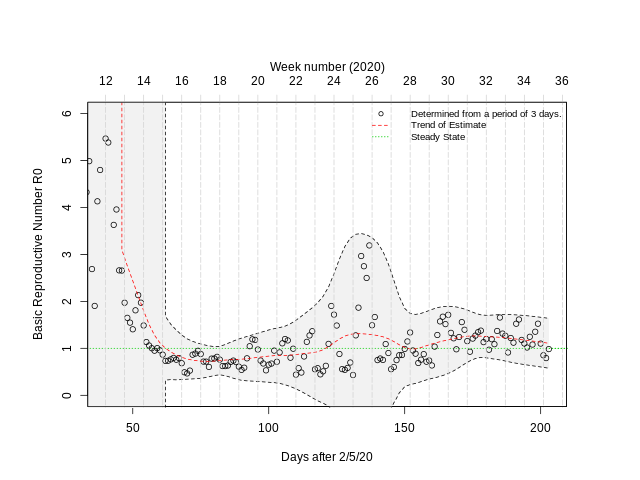 Week number (2020)
12 14 16 18 20 22 24 26 28 30 32 34 36
Determined from a period of 3 days.
Trend of Estimate
Steady State
6
5
4
3
2
1
0
Basic Reproductive Number R0
50 100 150 200
Days after 2/5/20